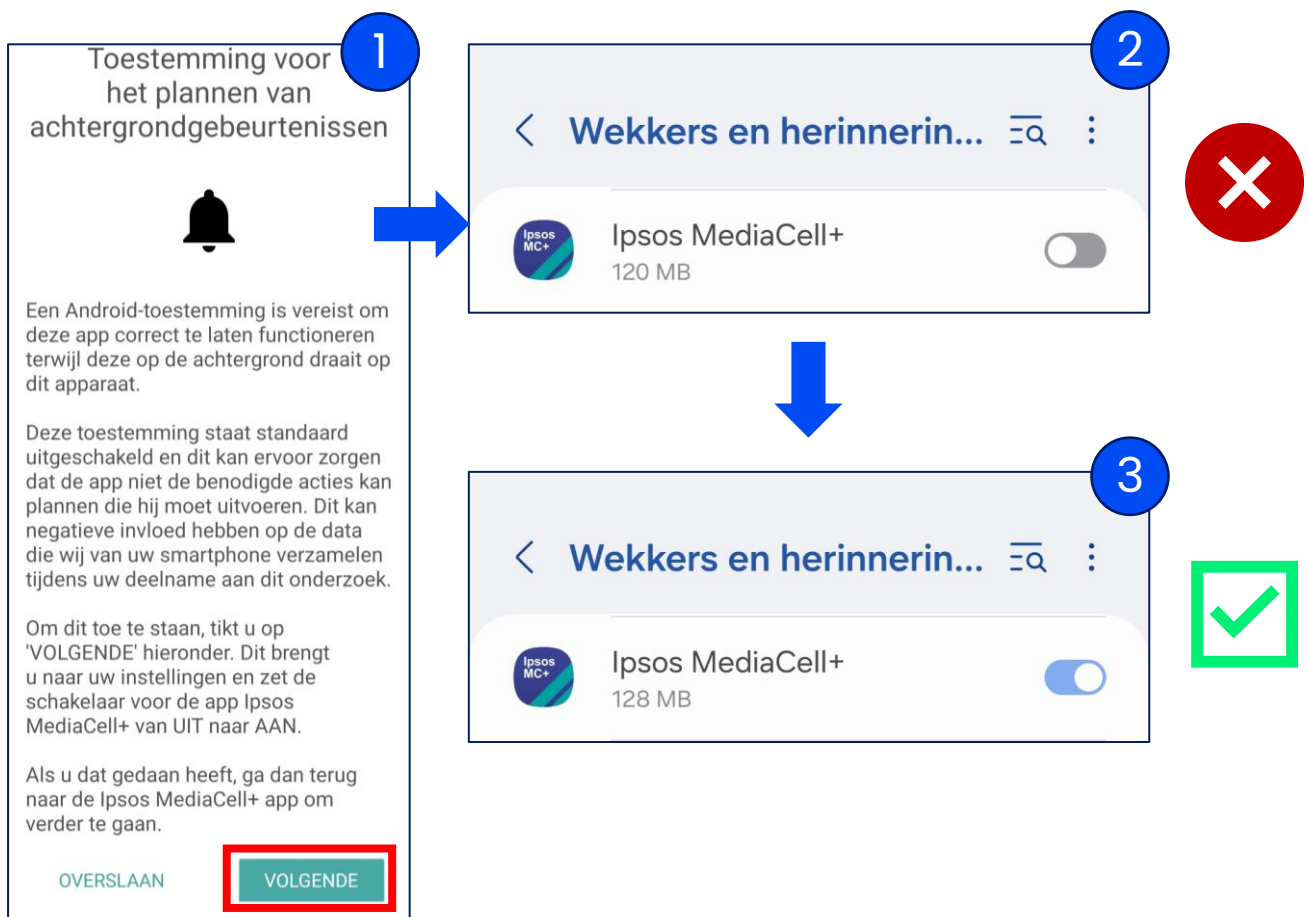 1
Toestemming voor
het plannen van
achtergrondgebeurtenissen
Een Android-toestemming is vereist om
deze app correct te laten functioneren
terwijl deze op de achtergrond draait op
dit apparaat.
Deze toestemming staat standaard
uitgeschakeld en dit kan ervoor zorgen
dat de app niet de benodigde acties kan
plannen die hij moet uitvoeren. Dit kan
negatieve invloed hebben op de data
die wij van uw smartphone verzamelen
tijdens uw deelname aan dit onderzoek.
Om dit toe te staan, tikt u op
'VOLGENDE' hieronder. Dit brengt
u naar uw instellingen en zet de
schakelaar voor de app Ipsos
MediaCell+ van UIT naar AAN.
Als u dat gedaan heeft, ga dan terug
naar de Ipsos MediaCell+ app om
verder te gaan.
OVERSLAAN VOLGENDE
2
Wekkers en herinnerin...
Ipsos
MC+
Ipsos MediaCell+
120 MB
3
Wekkers en herinnerin...
Ipsos
MC+
Ipsos MediaCell+
128 MB